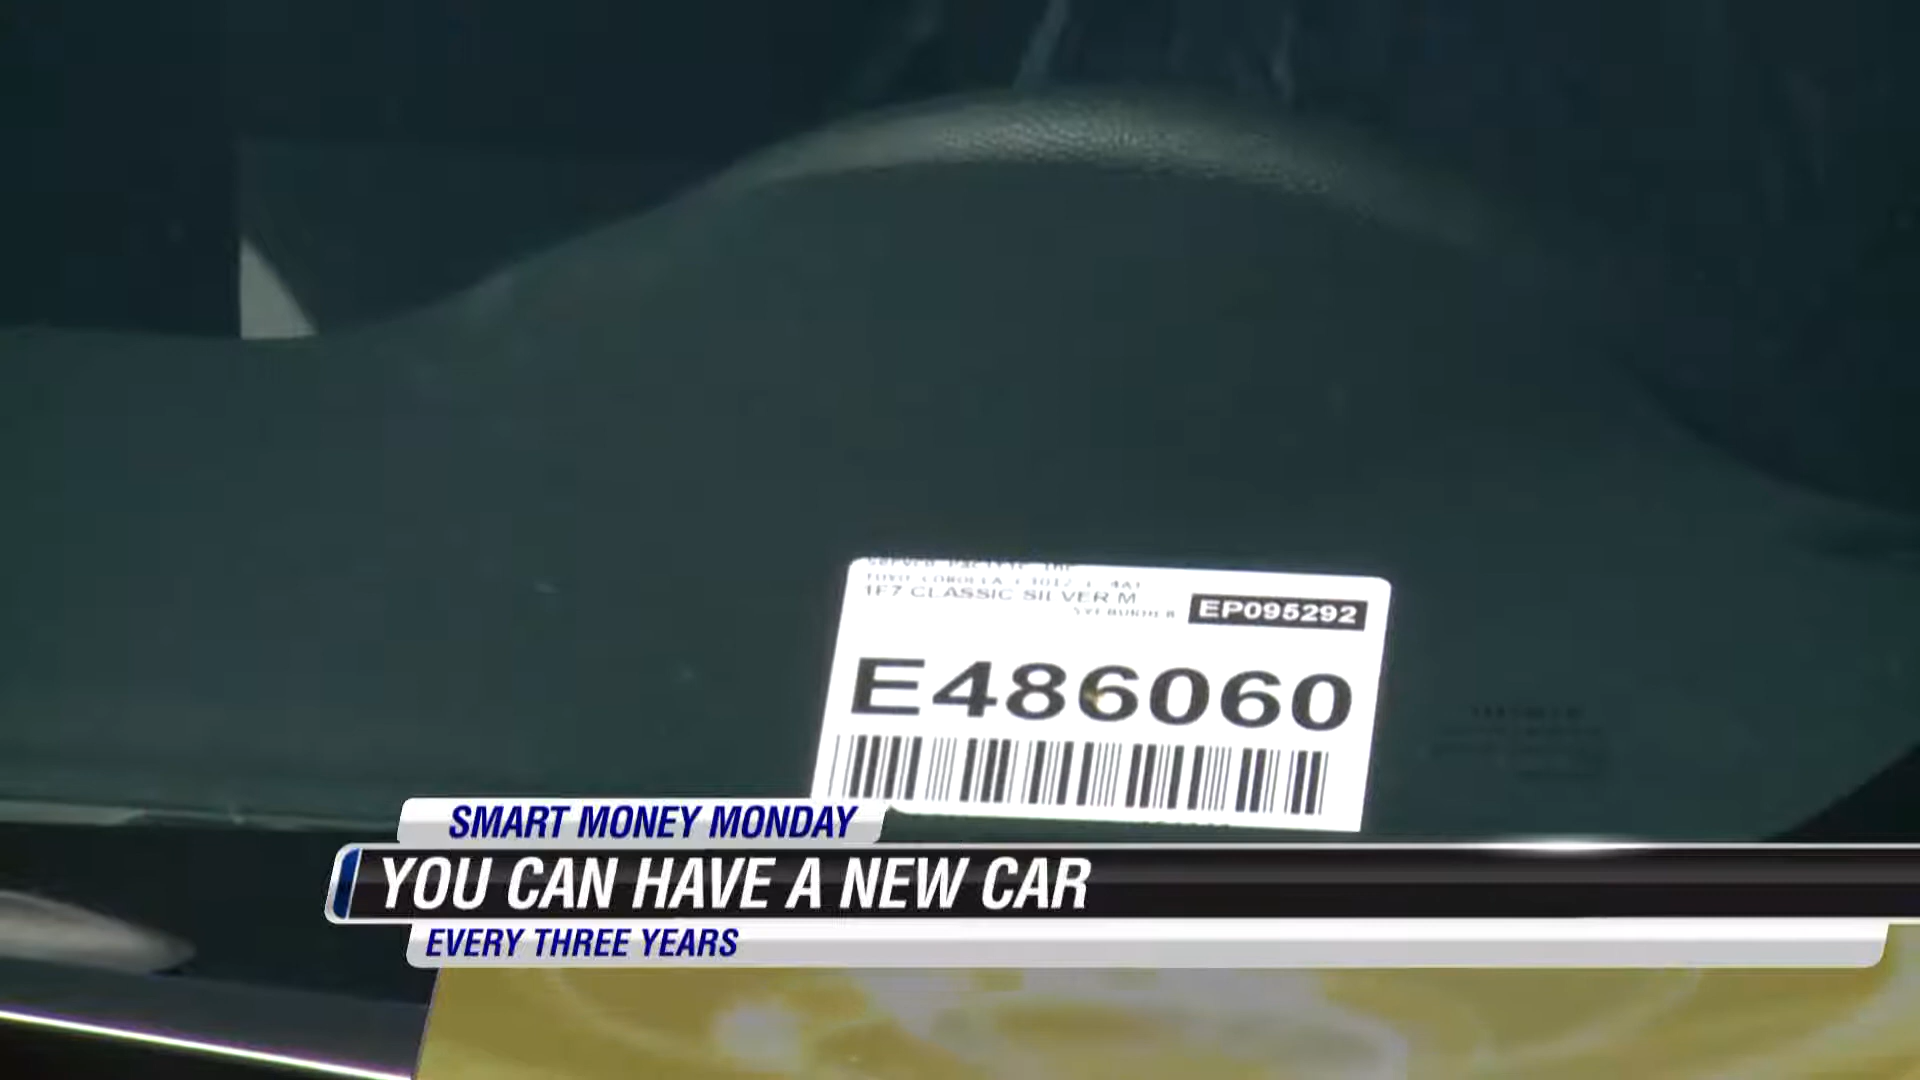 1F7 CLASSIC SILVER M
EP095292
E486060
SMART MONEY MONDAY
YOU CAN HAVE A NEW CAR
EVERY THREE YEARS